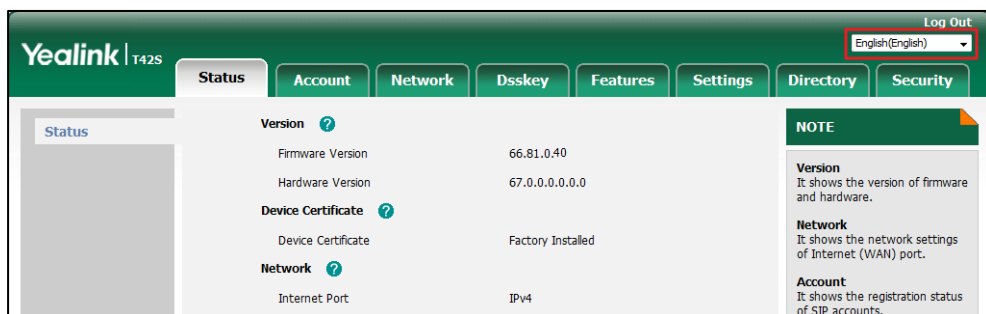 Log Out
Yealink T42S
English(English)
Status Account Network Dsskey Features Settings Directory Security
Status
Version ?
Firmware Version 66.81.0.40
Hardware Version 67.0.0.0.0.0.0
Device Certificate ?
Device Certificate Factory Installed
Network ?
Internet Port IPv4
NOTE
Version
It shows the version of firmware
and hardware.
Network
It shows the network settings
of Internet (WAN) port.
Account
It shows the registration status
of SIP accounts.